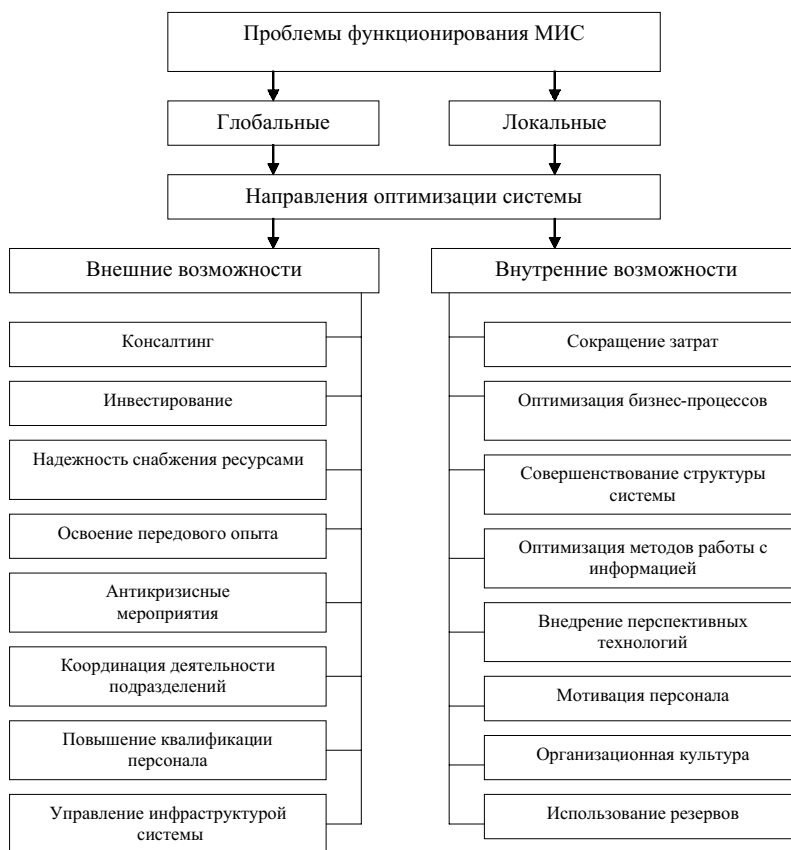 Проблемы функционирования МИС
Глобальные
Локальные
Направления оптимизации системы
Внешние возможности
Внутренние возможности
Консалтинг
Инвестирование
Надежность снабжения ресурсами
Освоение передового опыта
Антикризисные
мероприятия
Координация деятельности
подразделений
Повышение квалификации
персонала
Управление инфраструктурой
системы
Сокращение затрат
Оптимизация бизнес-процессов
Совершенствование структуры
системы
Оптимизация методов работы с
информацией
Внедрение перспективных
технологий
Мотивация персонала
Организационная культура
Использование резервов